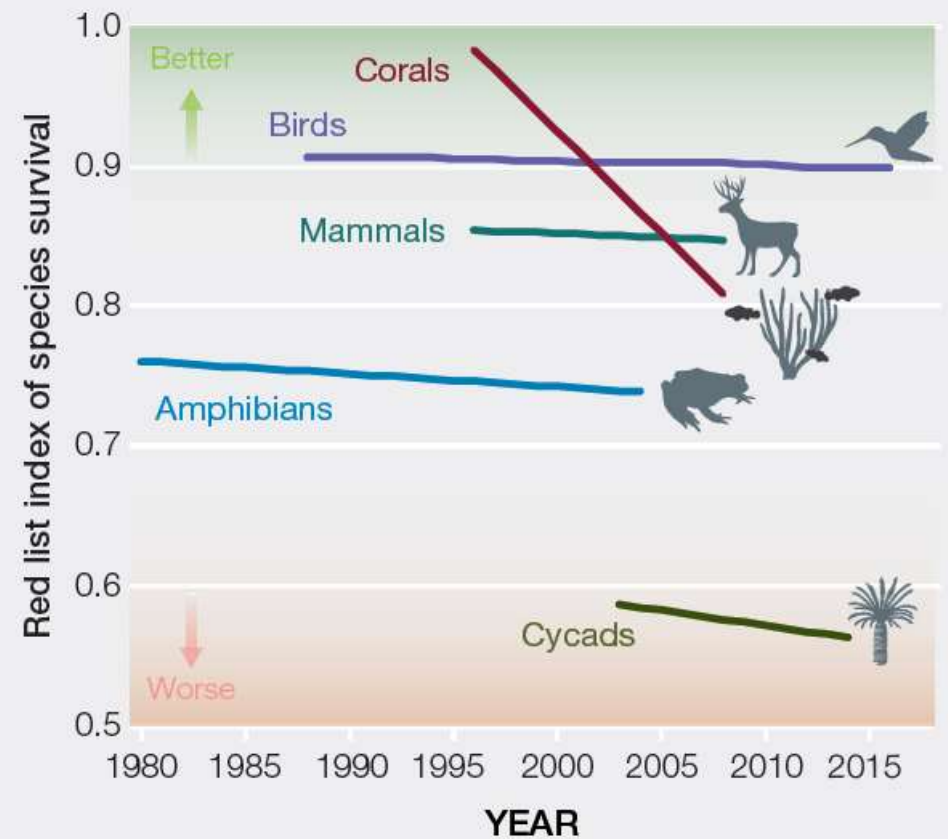 Red list index of species survival
1.0
0.9
0.8
0.7
0.6
0.5
Better
Corals
Birds
Mammals
Amphibians
Cycads
Worse
1980 1985 1990 1995 2000 2005 2010 2015
YEAR